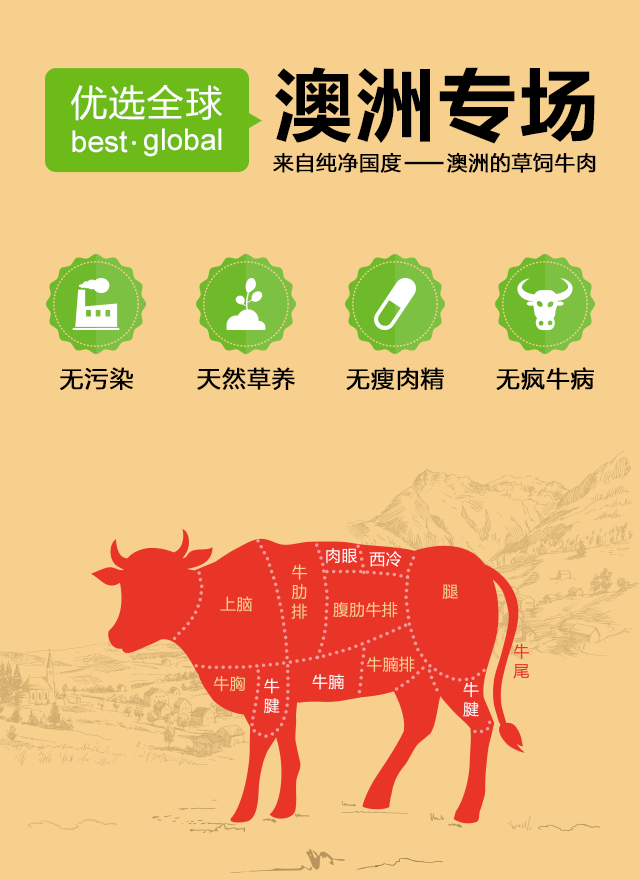 优选全球
best·global
澳洲专场
来自纯净国度——澳洲的草饲牛肉
无污染
天然草养
无瘦肉精
无疯牛病
肉眼
西冷
牛肋排
上脑
腹肋牛排
腿
牛尾
牛胸
牛腱
牛腩
牛腩排
牛腱